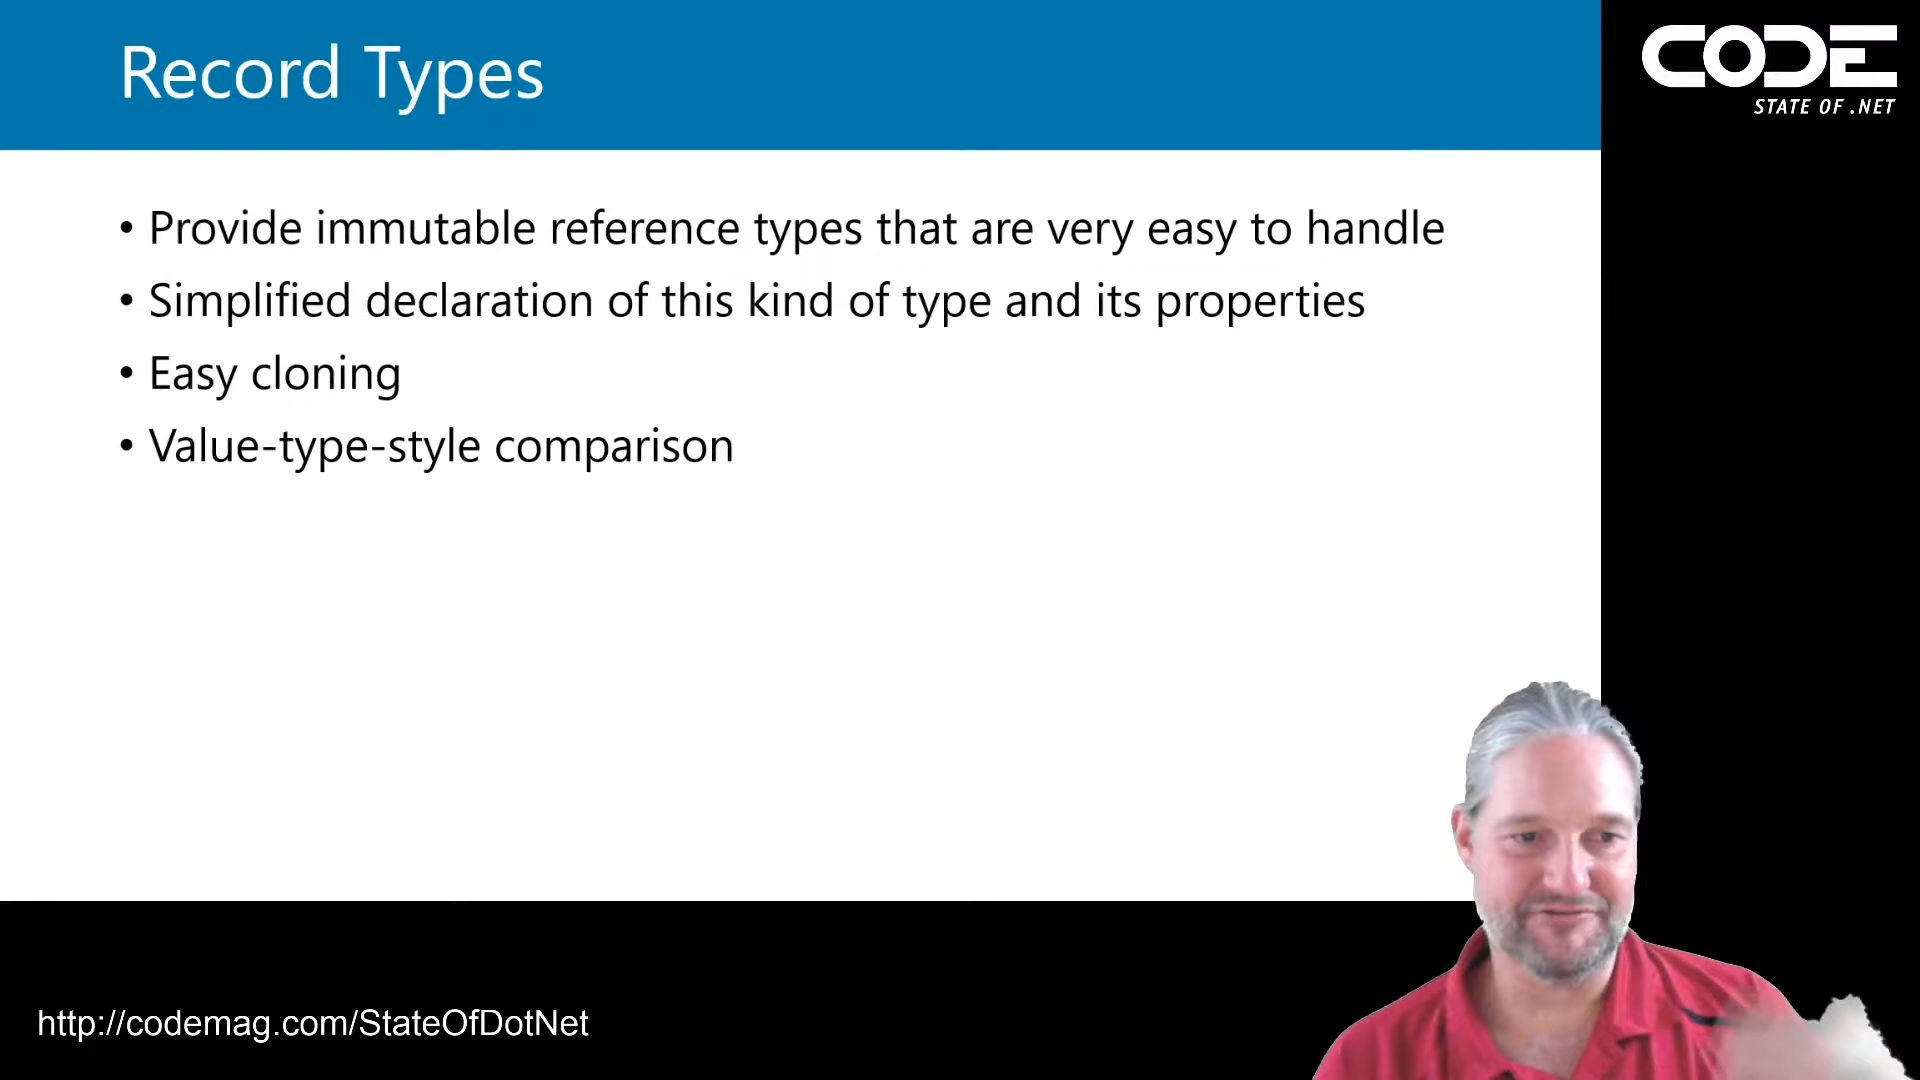 Record Types
CODE
STATE OF .NET
• Provide immutable reference types that are very easy to handle
• Simplified declaration of this kind of type and its properties
• Easy cloning
• Value-type-style comparison
http://codemag.com/StateOfDotNet